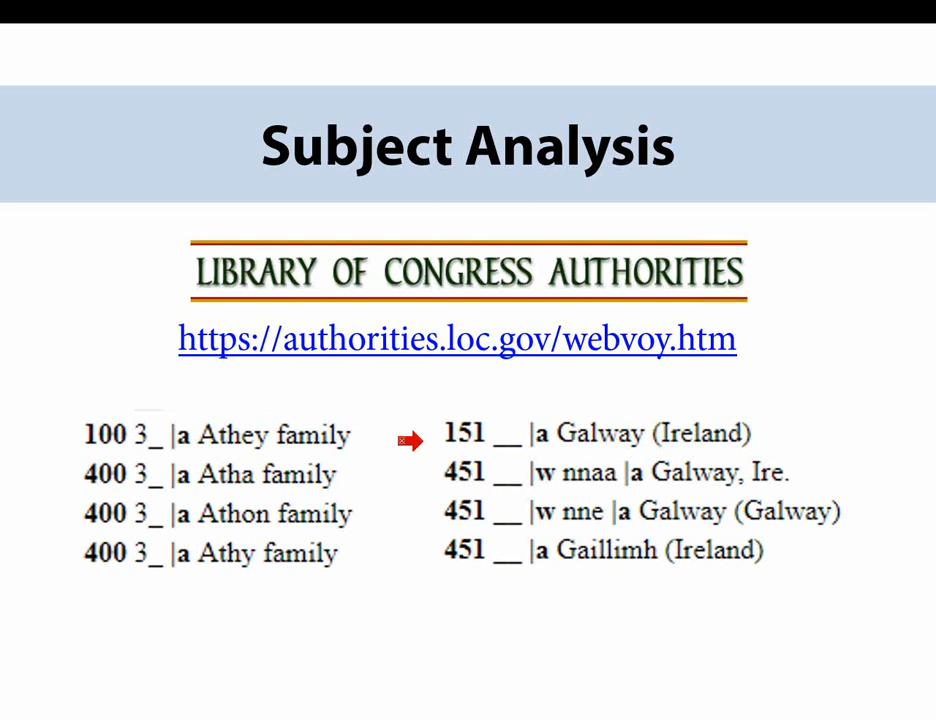 Subject Analysis
LIBRARY OF CONGRESS AUTHORITIES
https://authorities.loc.gov/webvoy.htm
100 3_ |a Athey family
400 3_ |a Atha family
400 3_ |a Athon family
400 3_ |a Athy family
151 __ |a Galway (Ireland)
451 __ |w nnaa |a Galway, Ire.
451 __ |w nne |a Galway (Galway)
451 __ |a Gaillimh (Ireland)